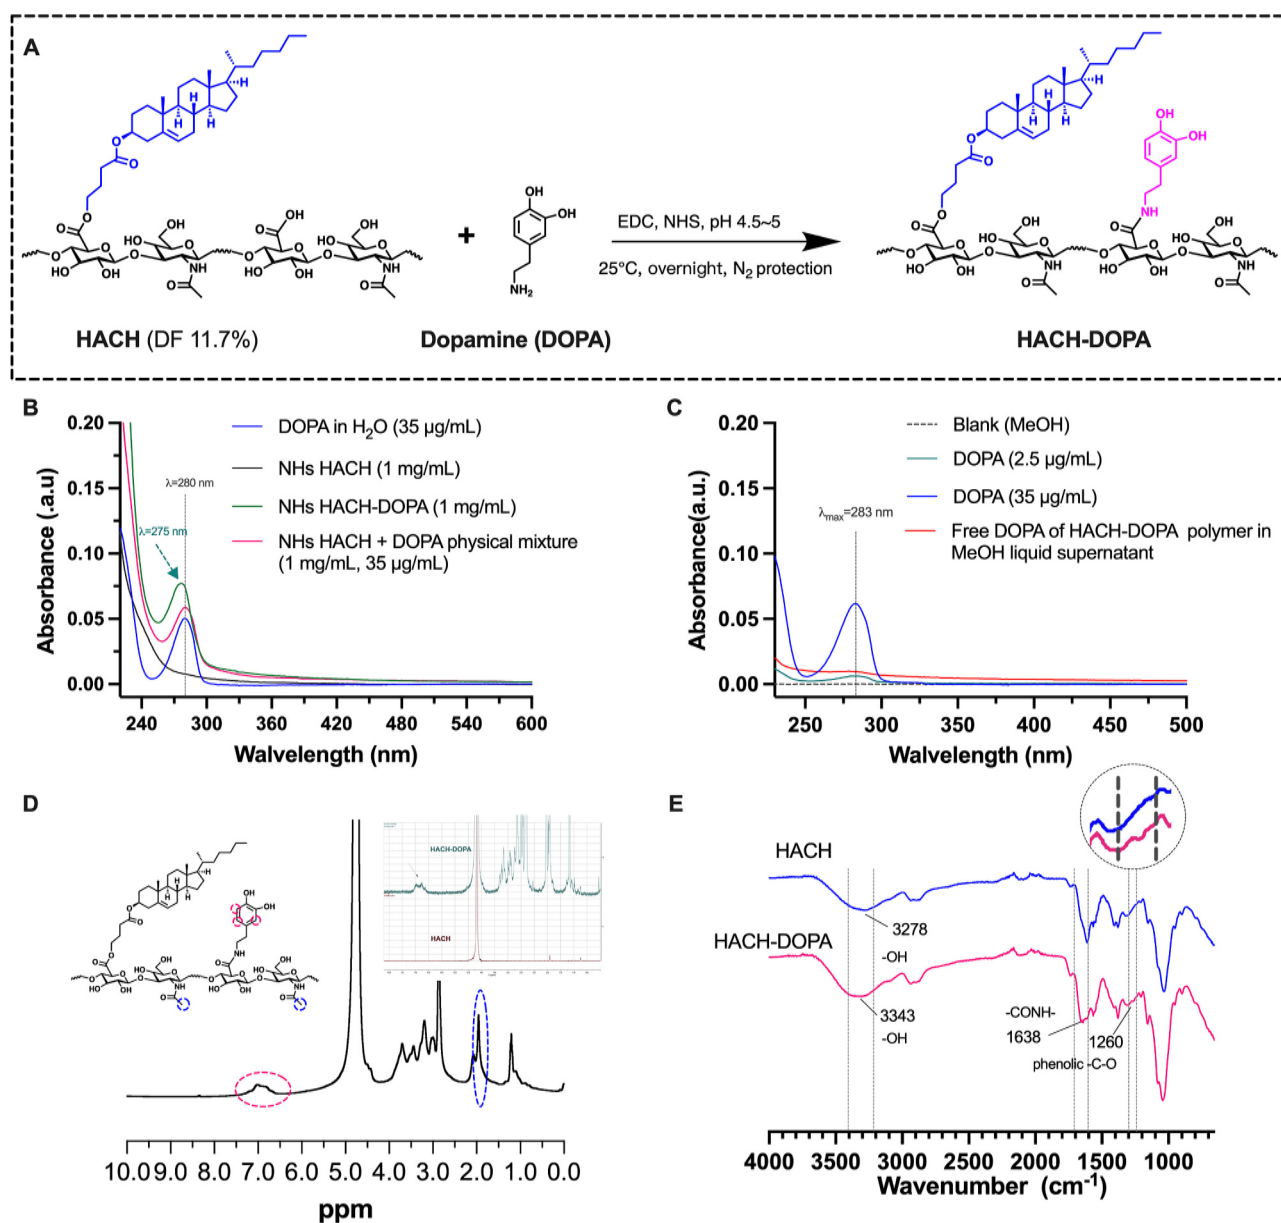 A
HACH (DF 11.7%)
+
Dopamine (DOPA)
EDC, NHS, pH 4.5~5
25°C, overnight, N2 protection
HACH-DOPA
B
Absorbance (.a.u)
0.20
0.15
0.10
0.05
0.00
240 300 360 420 480 540 600
Walvelength (nm)
λ=280 nm
λ=275 nm
DOPA in H2O (35 µg/mL)
NHs HACH (1 mg/mL)
NHs HACH-DOPA (1 mg/mL)
NHs HACH + DOPA physical mixture
(1 mg/mL, 35 µg/mL)
C
Absorbance(a.u.)
0.20
0.15
0.10
0.05
0.00
250 300 350 400 450 500
Walvelength (nm)
λmax=283 nm
Blank (MeOH)
DOPA (2.5 µg/mL)
DOPA (35 µg/mL)
Free DOPA of HACH-DOPA polymer in
MeOH liquid supernatant
D
HACH-DOPA
HACH
10.0 9.0 8.0 7.0 6.0 5.0 4.0 3.0 2.0 1.0 0.0
ppm
E
HACH
3278
-OH
HACH-DOPA
3343
-OH
-CONH-
1638
1260
phenolic -C-O
4000 3500 3000 2500 2000 1500 1000
Wavenumber (cm-1)